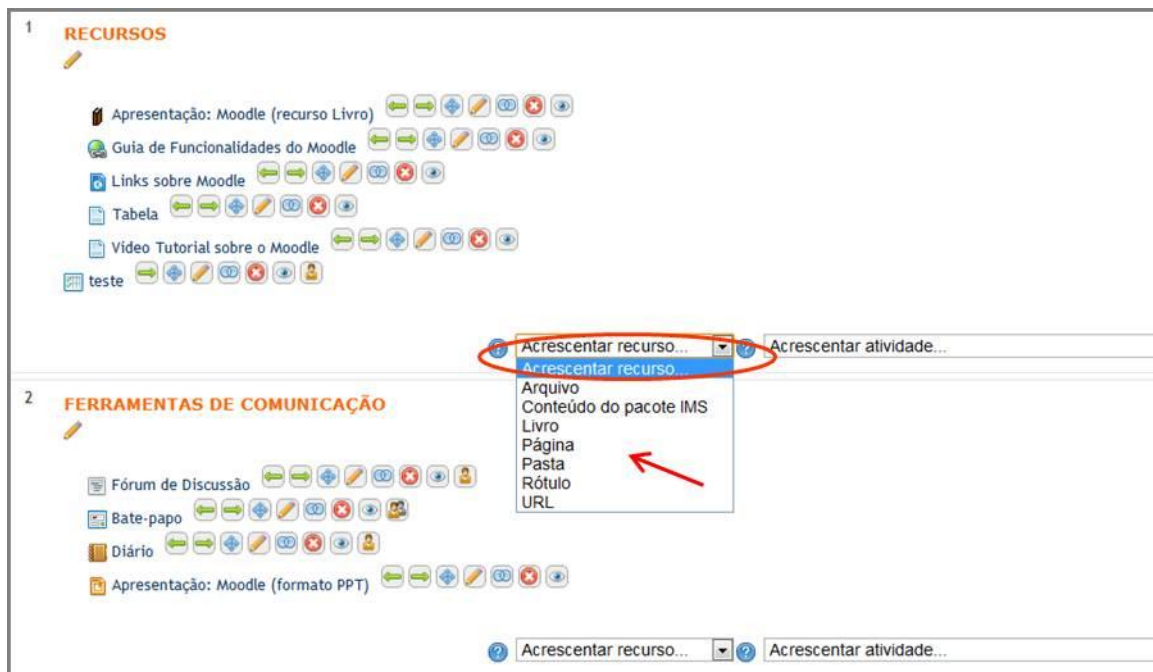 1
RECURSOS
Apresentação: Moodle (recurso Livro)
Guia de Funcionalidades do Moodle
Links sobre Moodle
Tabela
Vídeo Tutorial sobre o Moodle
teste
Acrescentar recurso... Acrescentar atividade...
Acrescentar recurso...
Arquivo
Conteúdo do pacote IMS
Livro
Página
Pasta
Rótulo
URL
2
FERRAMENTAS DE COMUNICAÇÃO
Fórum de Discussão
Bate-papo
Diário
Apresentação: Moodle (formato PPT)
Acrescentar recurso... Acrescentar atividade...